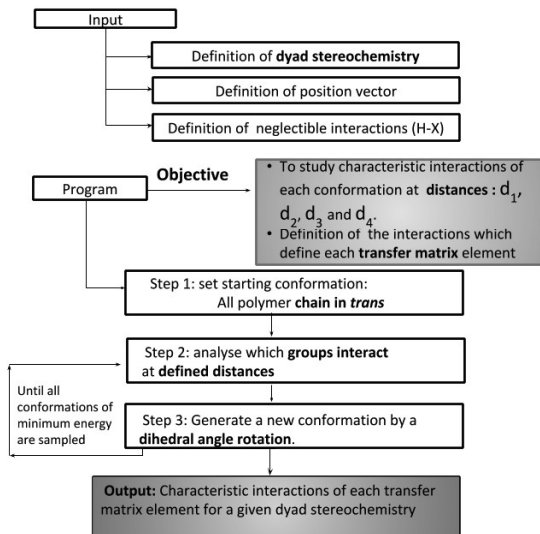 Input
Definition of dyad stereochemistry
Definition of position vector
Definition of neglectible interactions (H-X)
Program
Objective
• To study characteristic interactions of
each conformation at distances : d1,
d2, d3 and d4.
• Definition of the interactions which
define each transfer matrix element
Step 1: set starting conformation:
All polymer chain in trans
Step 2: analyse which groups interact
at defined distances
Until all
conformations of
minimum energy
are sampled
Step 3: Generate a new conformation by a
dihedral angle rotation.
Output: Characteristic interactions of each transfer
matrix element for a given dyad stereochemistry